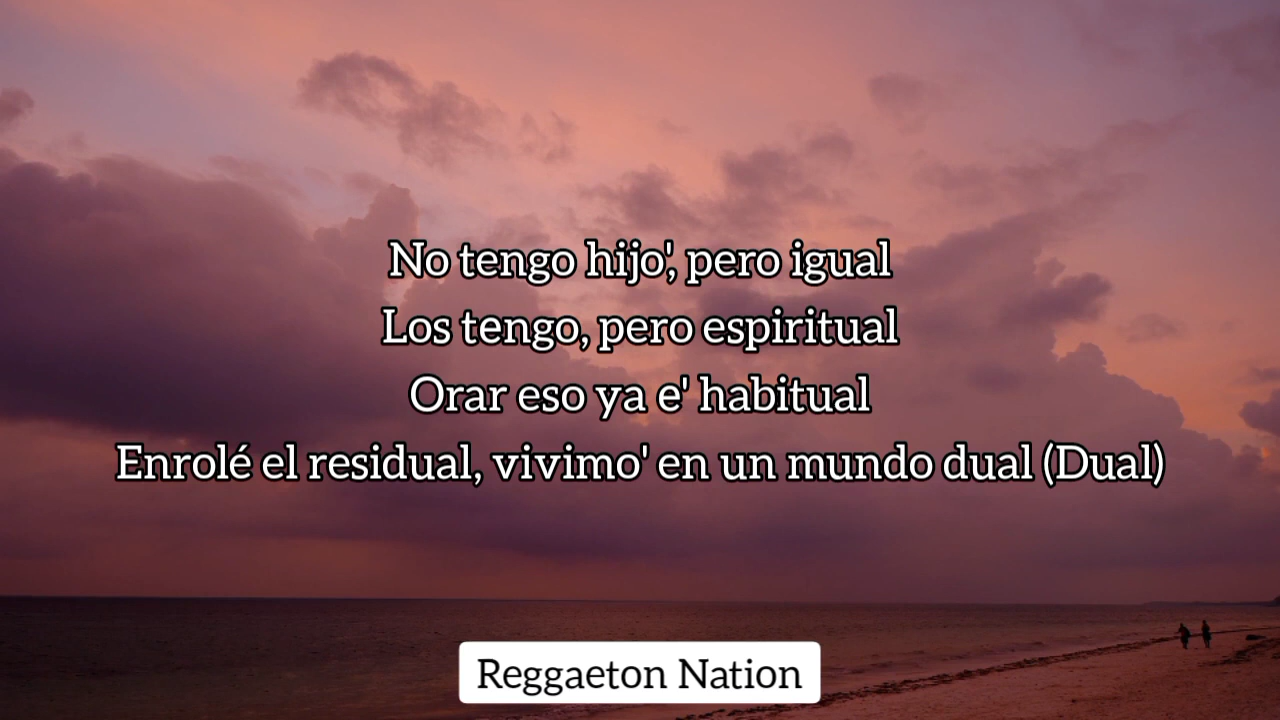 No tengo hijo', pero igual
Los tengo, pero espiritual
Orar eso ya e' habitual
Enrolé el residual, vivimo' en un mundo dual (Dual)
Reggaeton Nation